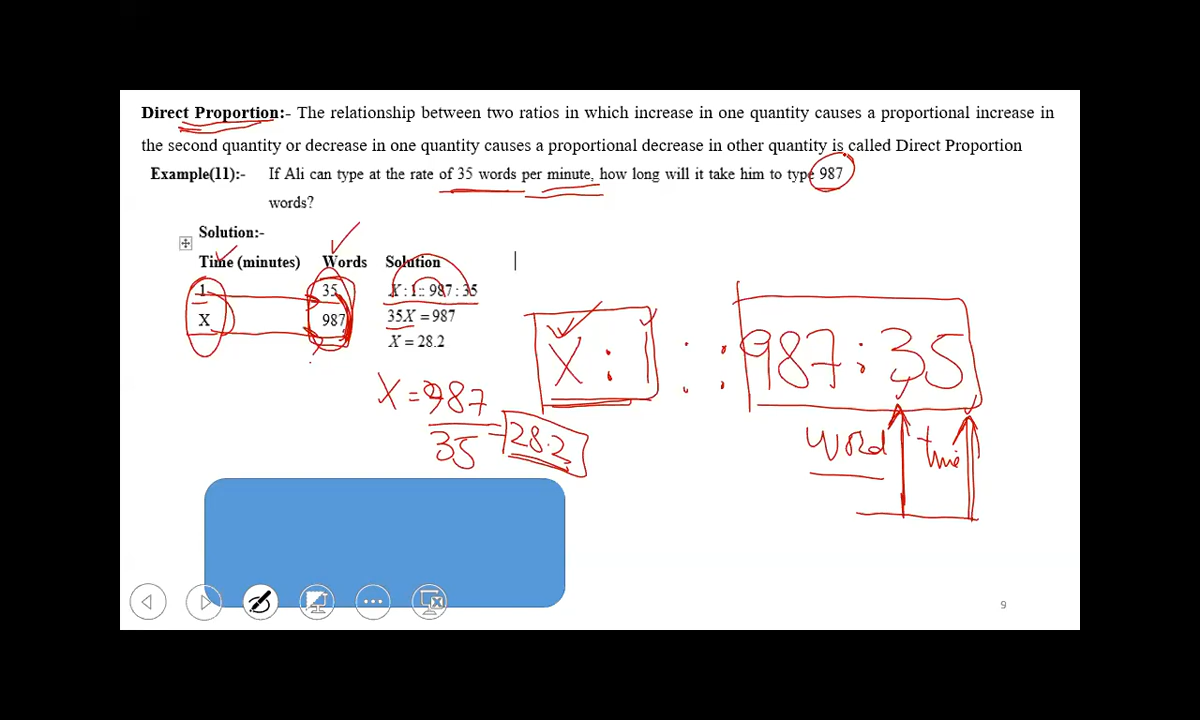 Direct Proportion:- The relationship between two ratios in which increase in one quantity causes a proportional increase in
the second quantity or decrease in one quantity causes a proportional decrease in other quantity is called Direct Proportion
Example(11):- If Ali can type at the rate of 35 words per minute, how long will it take him to type 987
words?
Solution:-
Time (minutes) Words Solution
1 35 X : 1:: 987 : 35
X 987 35X = 987
X = 28.2
X : 1 :: 987 : 35
X = 987
35 = 28.2
word time
9